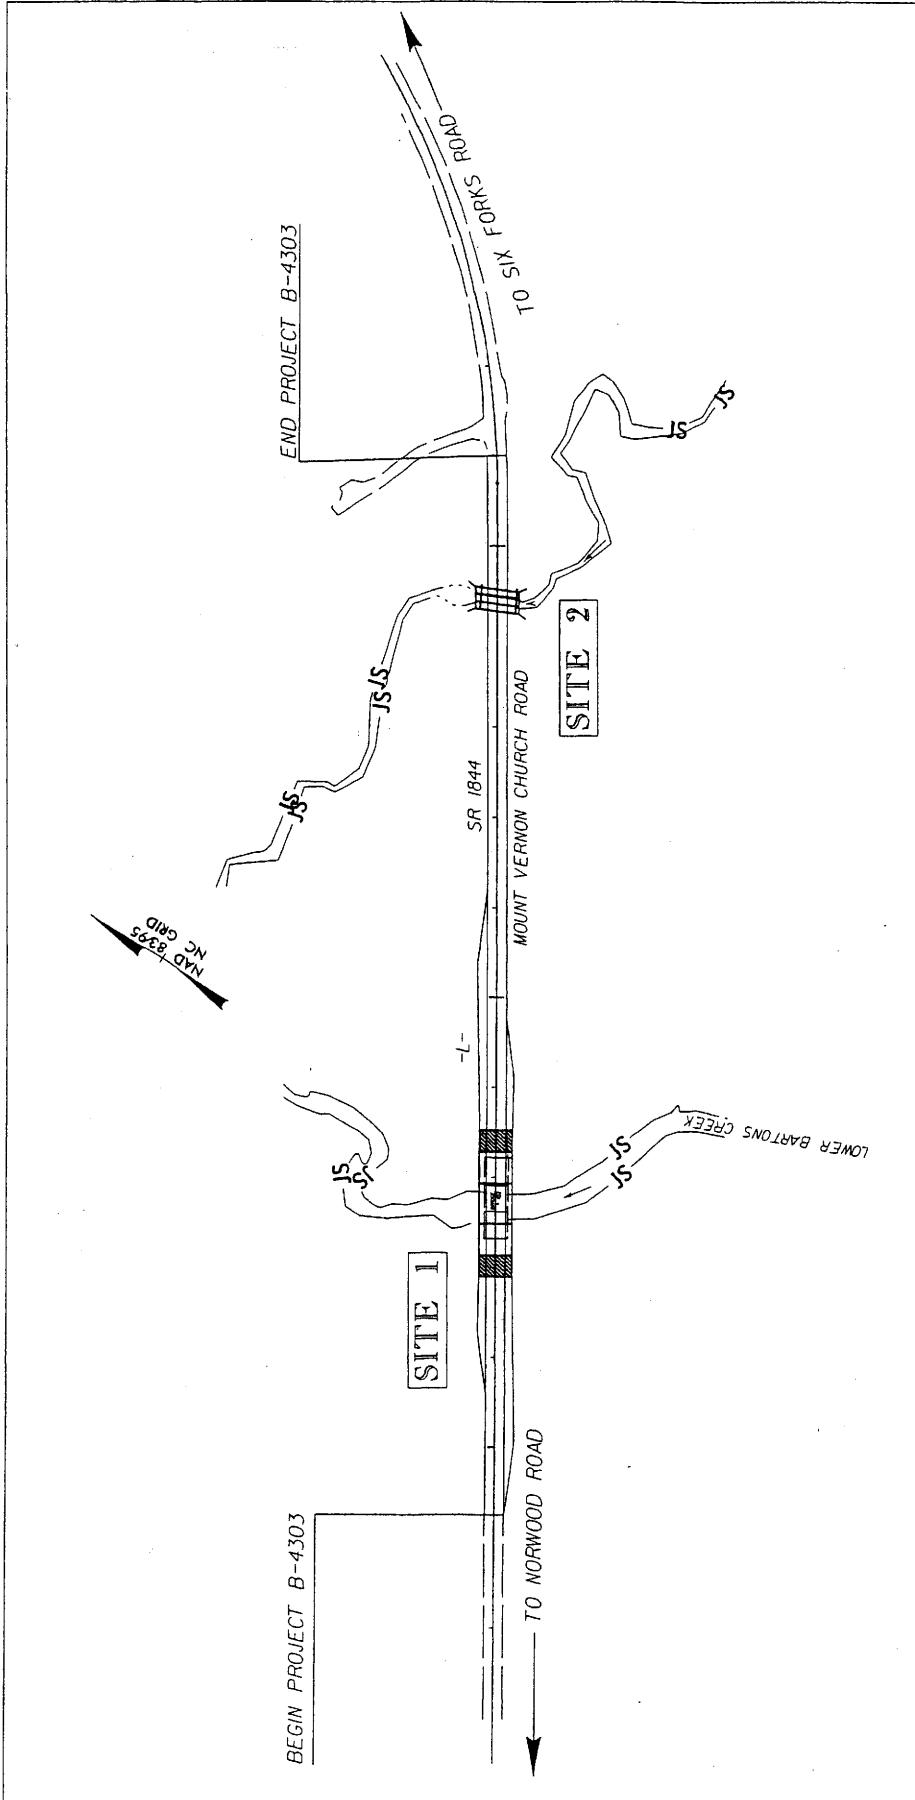 TO SIX FORKS ROAD
END PROJECT B-4303
JS
JS
SITE 2
JS
JS
JS
JS
SR 1844
MOUNT VERNON CHURCH ROAD
NAD 83/95
NC GRID
-L-
LOWER BARTONS CREEK
JS
JS
JS
JS
SITE 1
TO NORWOOD ROAD
BEGIN PROJECT B-4303